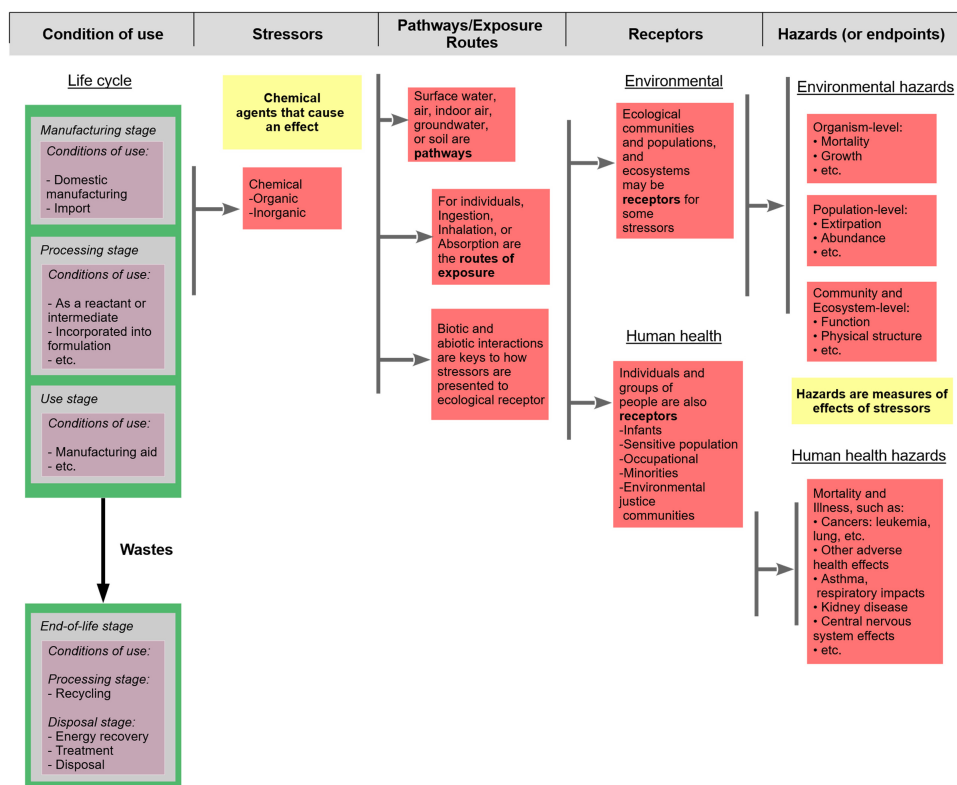 Condition of use
Stressors
Pathways/Exposure
Routes
Receptors
Hazards (or endpoints)
Life cycle
Manufacturing stage
Conditions of use:
- Domestic
manufacturing
- Import
Processing stage
Conditions of use:
- As a reactant or
intermediate
- Incorporated into
formulation
- etc.
Use stage
Conditions of use:
- Manufacturing aid
- etc.
Wastes
End-of-life stage
Conditions of use:
Processing stage:
- Recycling
Disposal stage:
- Energy recovery
- Treatment
- Disposal
Chemical
agents that cause
an effect
Chemical
-Organic
-Inorganic
Surface water,
air, indoor air,
groundwater,
or soil are
pathways
For individuals,
Ingestion,
Inhalation, or
Absorption are
the routes of
exposure
Biotic and
abiotic interactions
are keys to how
stressors are
presented to
ecological receptor
Environmental
Ecological
communities
and populations,
and
ecosystems
may be
receptors for
some
stressors
Human health
Individuals and
groups of
people are also
receptors
-Infants
-Sensitive population
-Occupational
-Minorities
-Environmental
justice
communities
Environmental hazards
Organism-level:
• Mortality
• Growth
• etc.
Population-level:
• Extirpation
• Abundance
• etc.
Community and
Ecosystem-level:
• Function
• Physical structure
• etc.
Hazards are measures of
effects of stressors
Human health hazards
Mortality and
Illness, such as:
• Cancers: leukemia,
lung, etc.
• Other adverse
health effects
• Asthma,
respiratory impacts
• Kidney disease
• Central nervous
system effects
• etc.